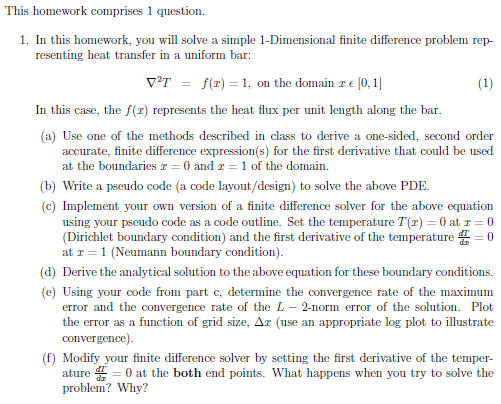 This homework comprises 1 question.
1. In this homework, you will solve a simple 1-Dimensional finite difference problem rep-
resenting heat transfer in a uniform bar:
∇²T = f(x) = 1, on the domain x ϵ [0, 1] (1)
In this case, the f(x) represents the heat flux per unit length along the bar.
(a) Use one of the methods described in class to derive a one-sided, second order
accurate, finite difference expression(s) for the first derivative that could be used
at the boundaries x = 0 and x = 1 of the domain.
(b) Write a pseudo code (a code layout/design) to solve the above PDE.
(c) Implement your own version of a finite difference solver for the above equation
using your pseudo code as a code outline. Set the temperature T(x) = 0 at x = 0
(Dirichlet boundary condition) and the first derivative of the temperature dT/dx = 0
at x = 1 (Neumann boundary condition).
(d) Derive the analytical solution to the above equation for these boundary conditions.
(e) Using your code from part c, determine the convergence rate of the maximum
error and the convergence rate of the L − 2-norm error of the solution. Plot
the error as a function of grid size, Δx (use an appropriate log plot to illustrate
convergence).
(f) Modify your finite difference solver by setting the first derivative of the temper-
ature dT/dx = 0 at the both end points. What happens when you try to solve the
problem? Why?